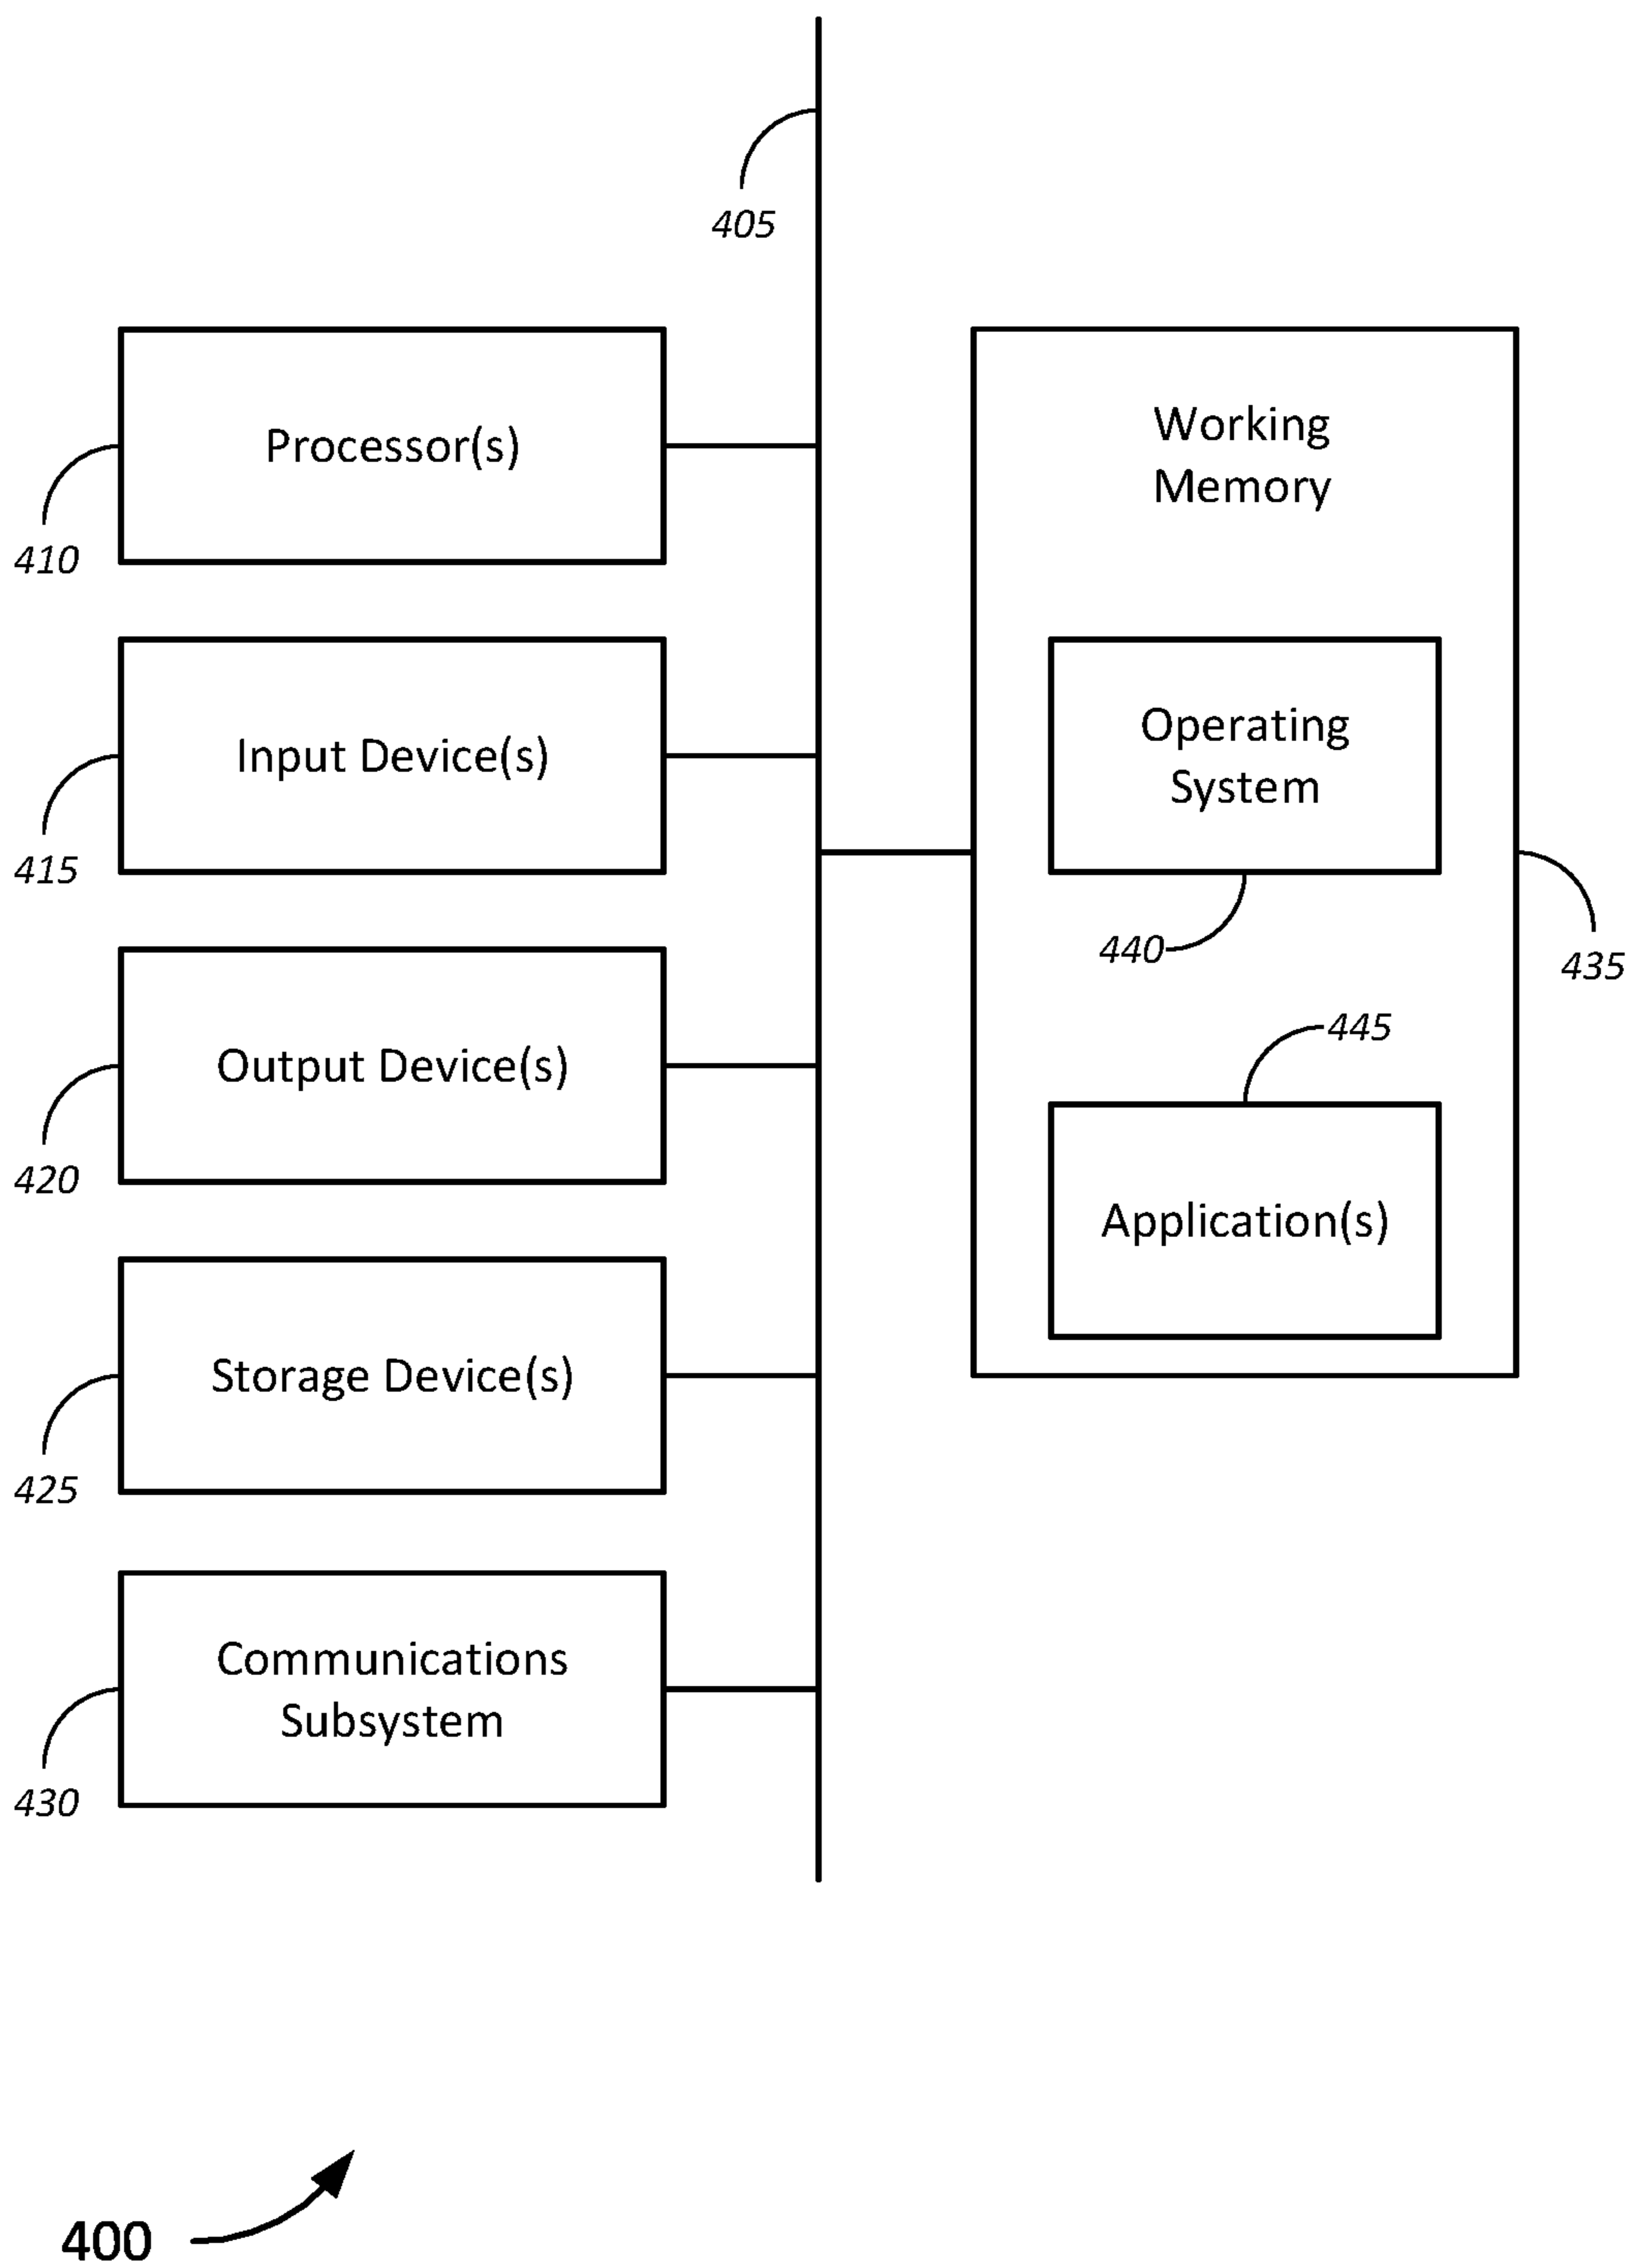 405
Processor(s)
410
Input Device(s)
415
Output Device(s)
420
Storage Device(s)
425
Communications
Subsystem
430
Working
Memory
Operating
System
440
435
445
Application(s)
400